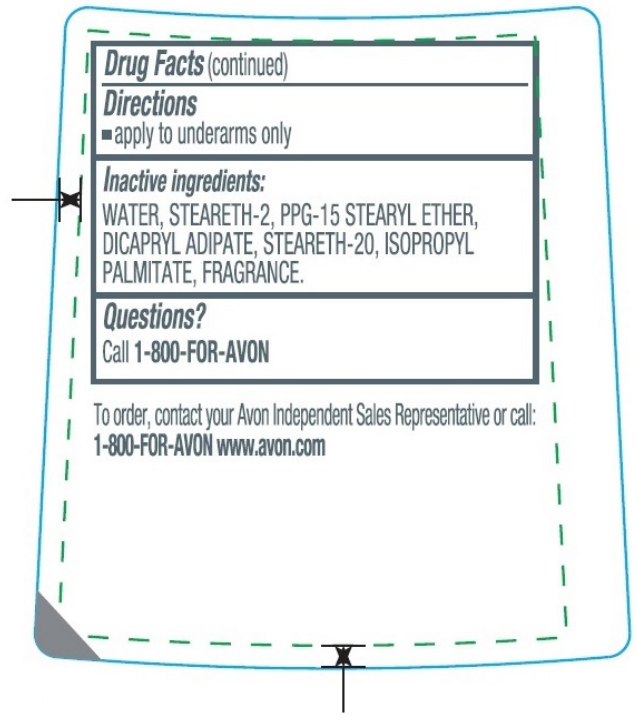 Drug Facts (continued)
Directions
■ apply to underarms only
Inactive ingredients:
WATER, STEARETH-2, PPG-15 STEARYL ETHER,
DICAPRYL ADIPATE, STEARETH-20, ISOPROPYL
PALMITATE, FRAGRANCE.
Questions?
Call 1-800-FOR-AVON
To order, contact your Avon Independent Sales Representative or call:
1-800-FOR-AVON www.avon.com